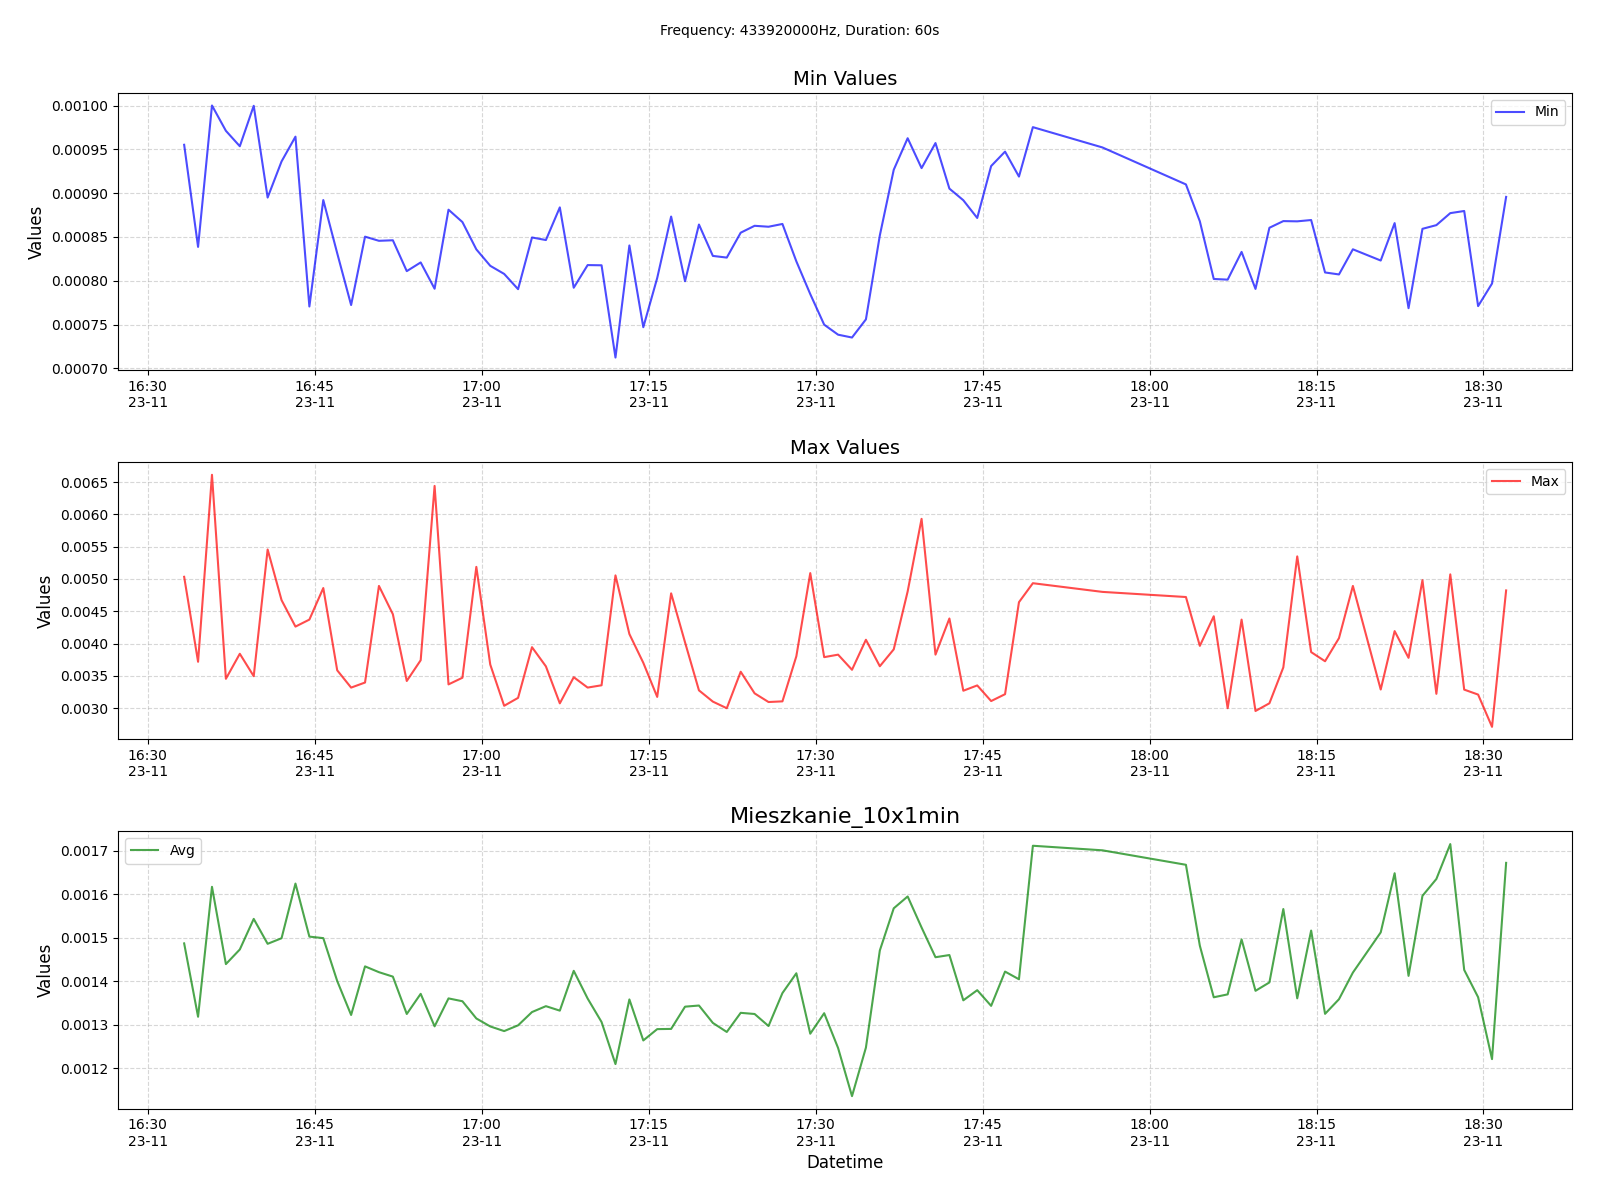 Frequency: 433920000Hz, Duration: 60s
Min Values
Values
0.00100
0.00095
0.00090
0.00085
0.00080
0.00075
0.00070
Min
16:30 16:45 17:00 17:15 17:30 17:45 18:00 18:15 18:30
23-11 23-11 23-11 23-11 23-11 23-11 23-11 23-11 23-11
Max Values
Values
0.0065
0.0060
0.0055
0.0050
0.0045
0.0040
0.0035
0.0030
Max
16:30 16:45 17:00 17:15 17:30 17:45 18:00 18:15 18:30
23-11 23-11 23-11 23-11 23-11 23-11 23-11 23-11 23-11
Mieszkanie_10x1min
Values
0.0017
0.0016
0.0015
0.0014
0.0013
0.0012
Avg
16:30 16:45 17:00 17:15 17:30 17:45 18:00 18:15 18:30
23-11 23-11 23-11 23-11 23-11 23-11 23-11 23-11 23-11
Datetime